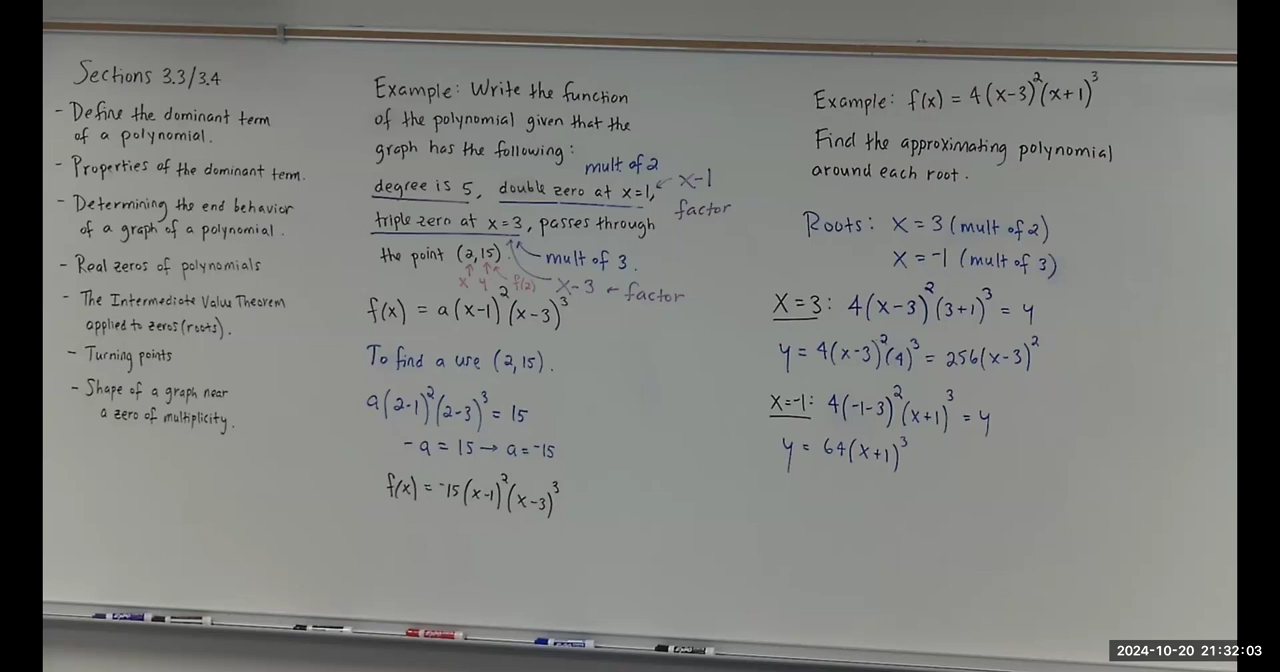 Sections 3.3/3.4
- Define the dominant term
of a polynomial.
- Properties of the dominant term.
- Determining the end behavior
of a graph of a polynomial.
- Real zeros of polynomials
- The Intermediate Value Theorem
applied to zeros (roots).
- Turning points
- Shape of a graph near
a zero of multiplicity.
Example: Write the function
of the polynomial given that the
graph has the following:
mult of 2
degree is 5, double zero at x=1, ← x-1
factor
triple zero at x=3, passes through
the point (2,15). mult of 3.
x y f(2) x-3 ← factor
f(x) = a(x-1)²(x-3)³
To find a use (2,15).
a(2-1)²(2-3)³ = 15
-a = 15 → a = -15
f(x) = -15(x-1)²(x-3)³
Example: f(x) = 4(x-3)²(x+1)³
Find the approximating polynomial
around each root.
Roots: x = 3 (mult of 2)
x = -1 (mult of 3)
x=3: 4(x-3)²(3+1)³ = y
y = 4(x-3)²(4)³ = 256(x-3)²
x=-1: 4(-1-3)²(x+1)³ = y
y = 64(x+1)³
2024-10-20 21:32:03